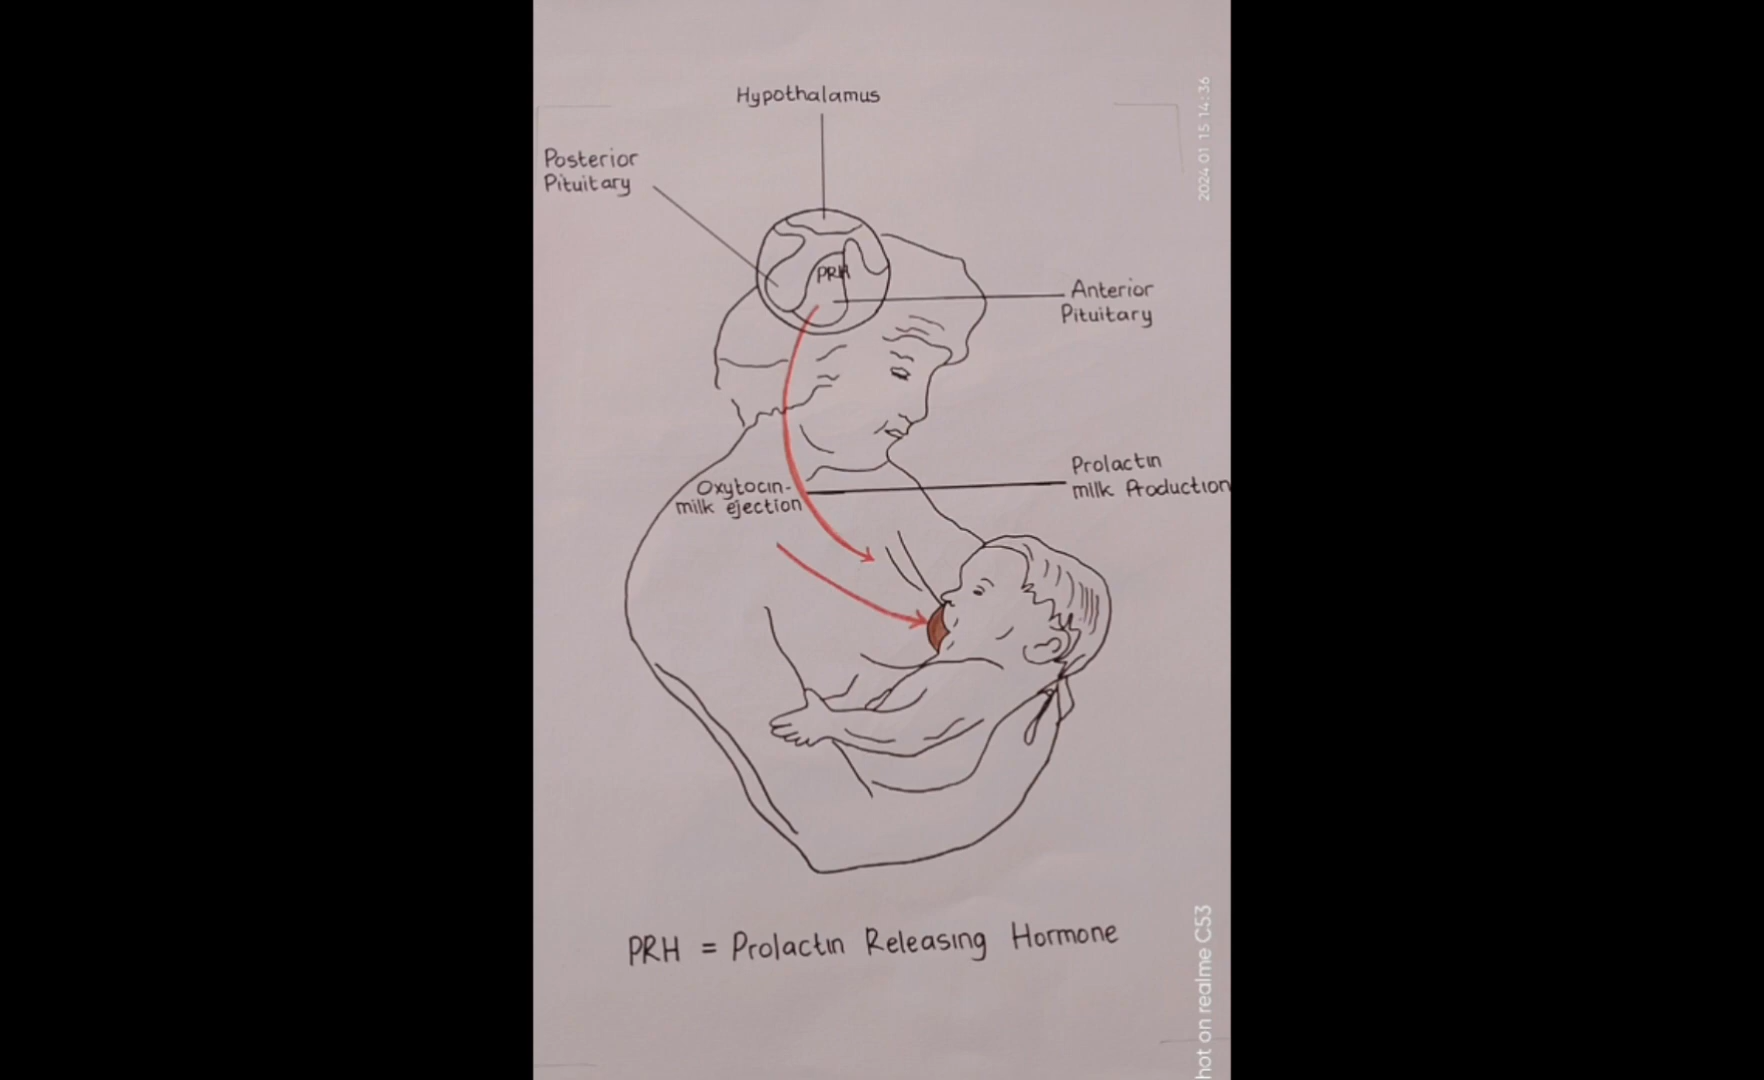 Hypothalamus
Posterior
Pituitary
PRH
Anterior
Pituitary
Prolactin
milk Production
Oxytocin-
milk ejection
PRH = Prolactin Releasing Hormone
2024.01.15 14:36
hot on realme C53